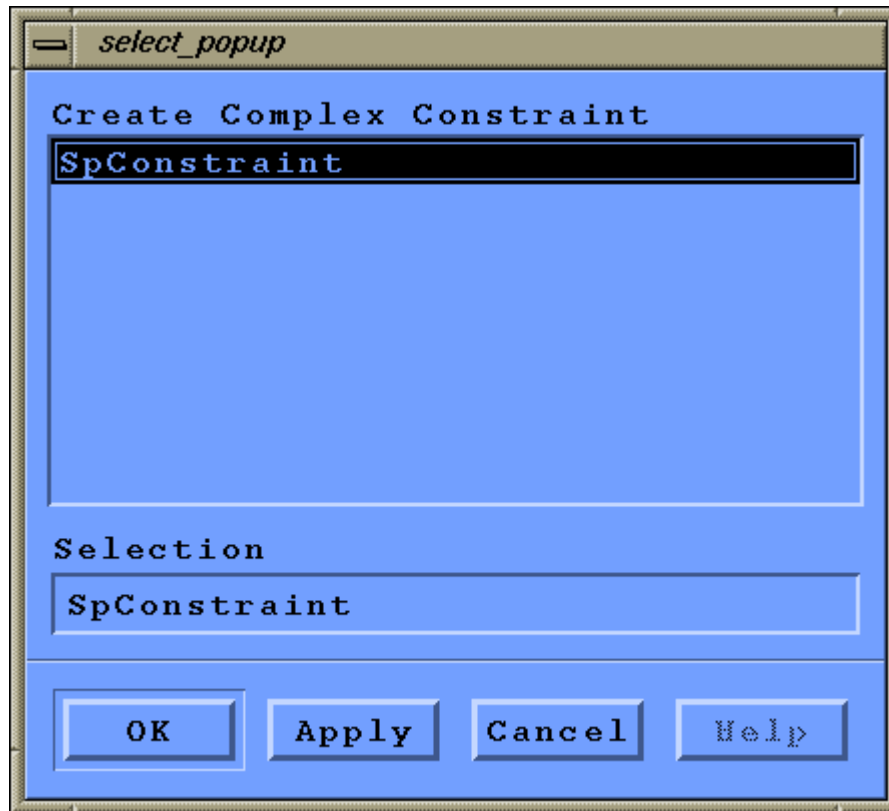 select_popup
Create Complex Constraint
SpConstraint
Selection
SpConstraint
OK Apply Cancel Help